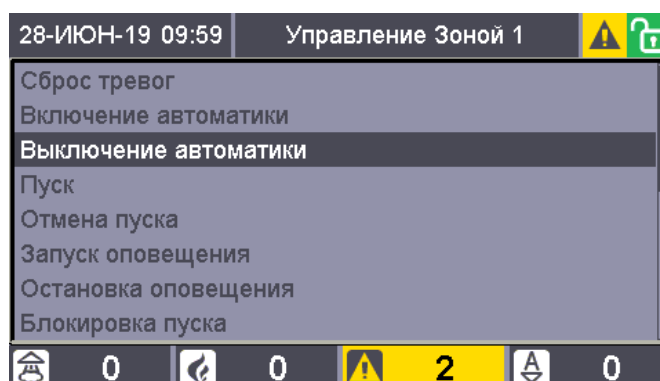 28-ИЮН-19 09:59 Управление Зоной 1
Сброс тревог
Включение автоматики
Выключение автоматики
Пуск
Отмена пуска
Запуск оповещения
Остановка оповещения
Блокировка пуска
0 0 2 A 0